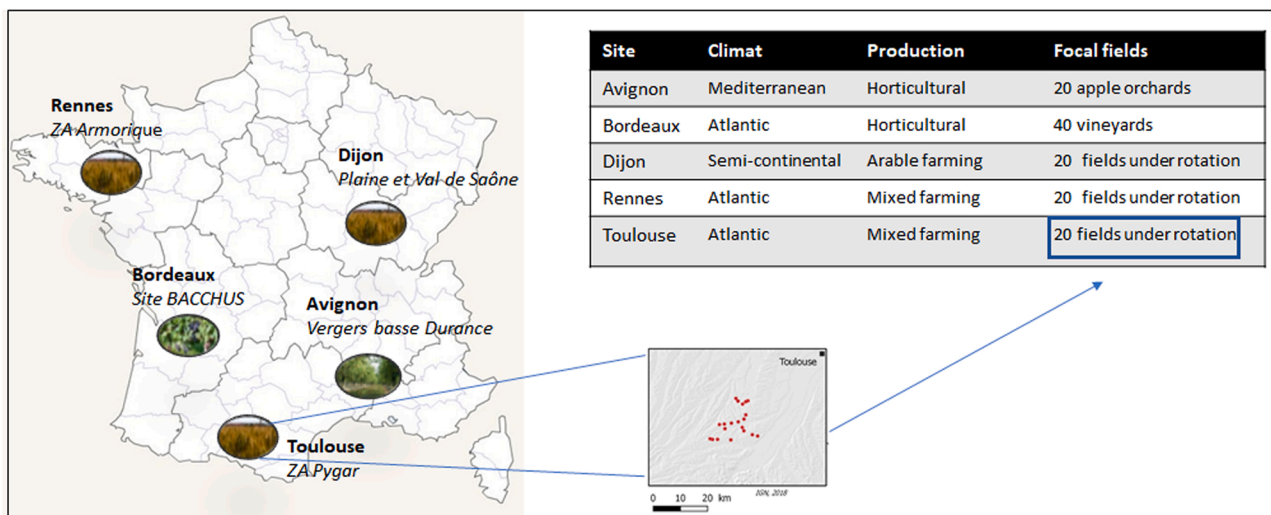 Rennes
ZA Armorique
Dijon
Plaine et Val de Saône
Bordeaux
Site BACCHUS
Avignon
Vergers basse Durance
Toulouse
ZA Pygar
Site Climat Production Focal fields
Avignon Mediterranean Horticultural 20 apple orchards
Bordeaux Atlantic Horticultural 40 vineyards
Dijon Semi-continental Arable farming 20 fields under rotation
Rennes Atlantic Mixed farming 20 fields under rotation
Toulouse Atlantic Mixed farming 20 fields under rotation
Toulouse
IGN, 2018
0 10 20 km